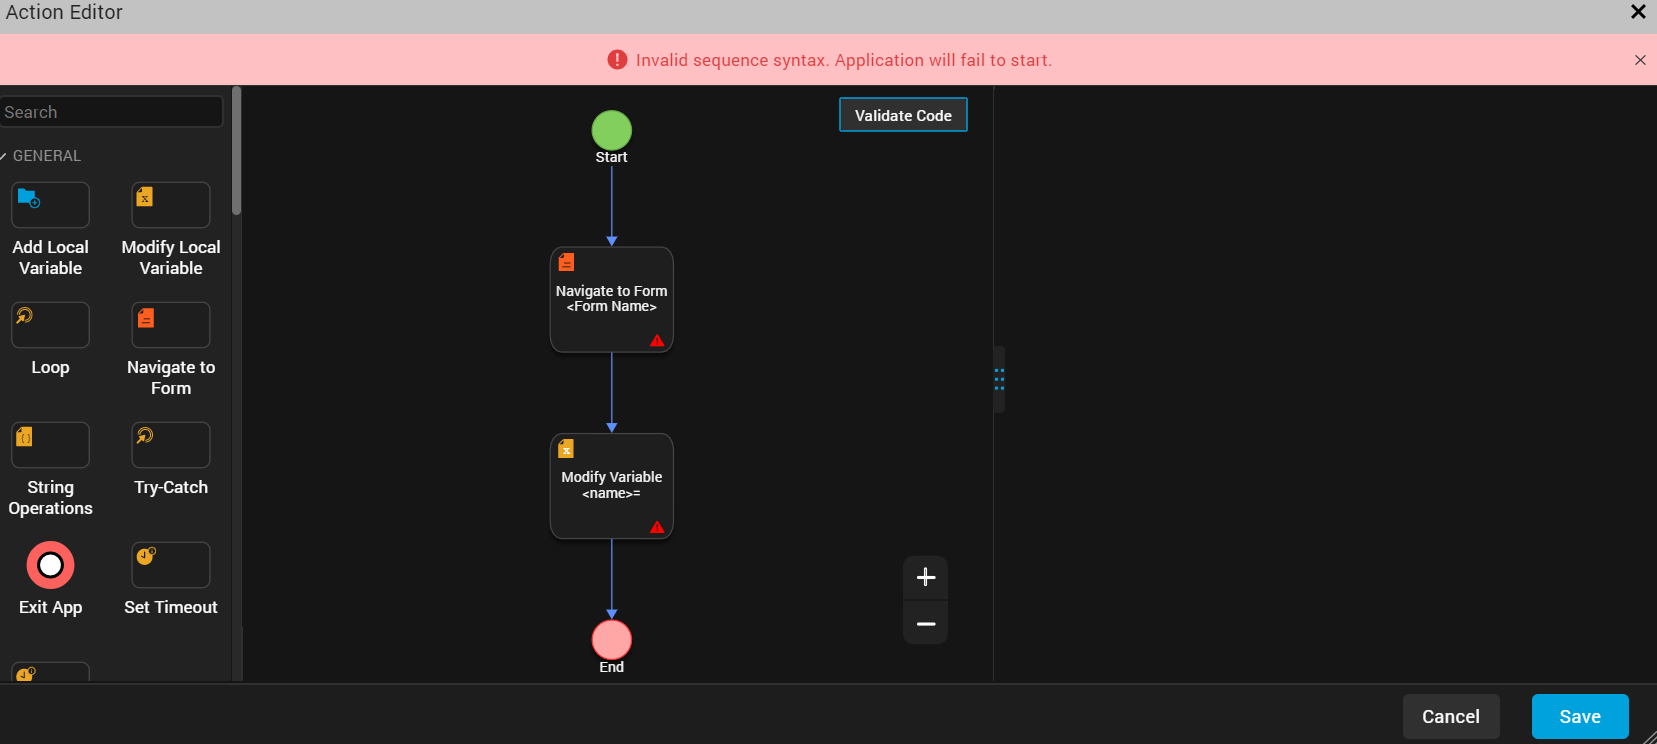 Action Editor
Invalid sequence syntax. Application will fail to start.
Search
GENERAL
Add Local
Variable
Modify Local
Variable
Loop
Navigate to
Form
String
Operations
Try-Catch
Exit App
Set Timeout
Validate Code
Start
Navigate to Form
<Form Name>
Modify Variable
<name>=
End
Cancel
Save